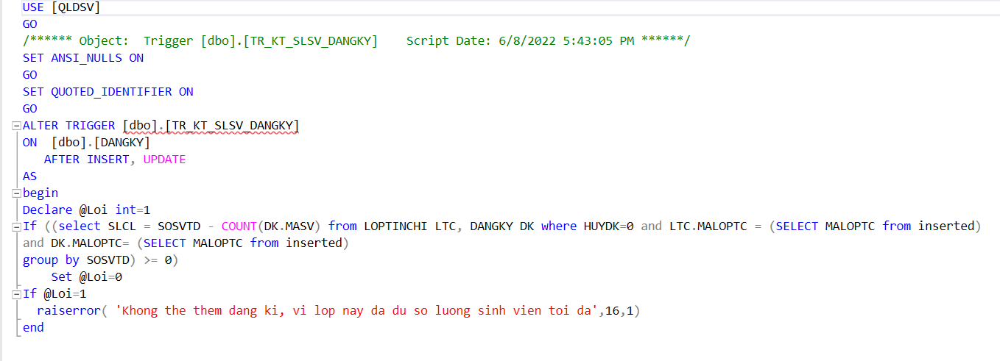 USE [QLDSV]
GO
/****** Object:  Trigger [dbo].[TR_KT_SLSV_DANGKY]    Script Date: 6/8/2022 5:43:05 PM ******/
SET ANSI_NULLS ON
GO
SET QUOTED_IDENTIFIER ON
GO
ALTER TRIGGER [dbo].[TR_KT_SLSV_DANGKY]
ON  [dbo].[DANGKY]
   AFTER INSERT, UPDATE
AS
begin
Declare @Loi int=1
If ((select SLCL = SOSVTD - COUNT(DK.MASV) from LOPTINCHI LTC, DANGKY DK where HUYDK=0 and LTC.MALOPTC = (SELECT MALOPTC from inserted)
and DK.MALOPTC= (SELECT MALOPTC from inserted)
group by SOSVTD) >= 0)
    Set @Loi=0
If @Loi=1
  raiserror( 'Khong the them dang ki, vi lop nay da du so luong sinh vien toi da',16,1)
end